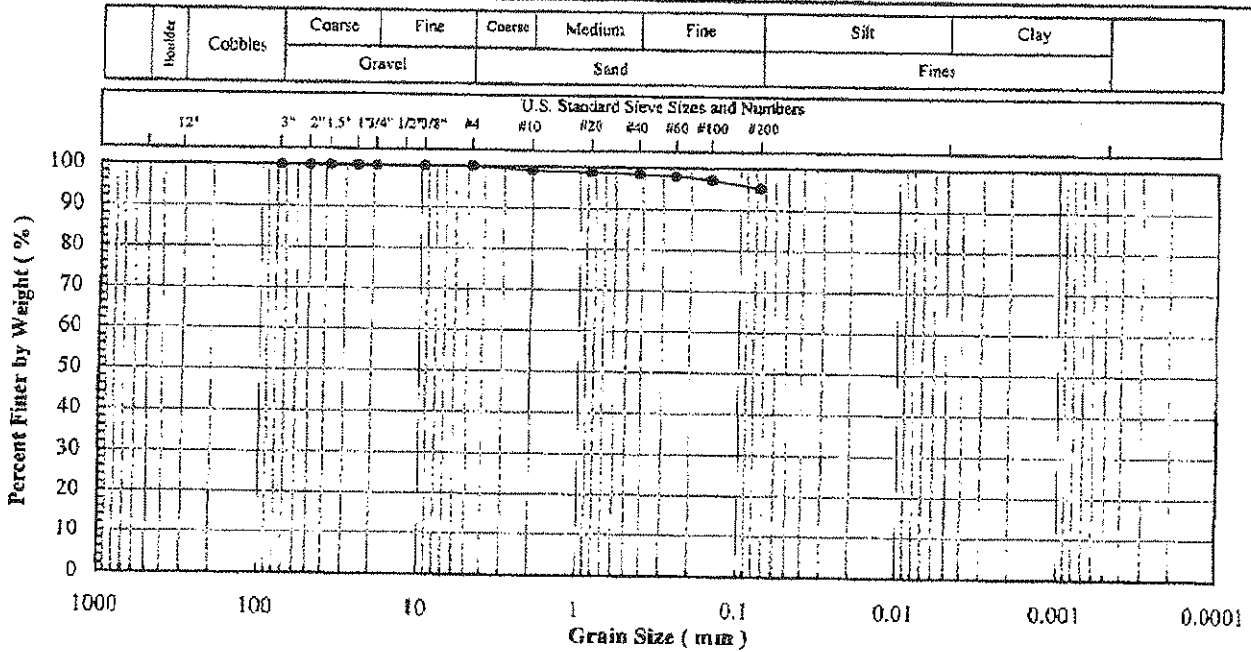 Boulder Cobbles Coarse Fine Coarse Medium Fine Silt Clay
Gravel Sand Fines
U.S. Standard Sieve Sizes and Numbers
12" 3" 2" 1.5" 1" 3/4" 1/2" 3/8" #4 #10 #20 #40 #60 #100 #200
Percent Finer by Weight ( % )
100
90
80
70
60
50
40
30
20
10
0
1000 100 10 1 0.1 0.01 0.001 0.0001
Grain Size ( mm )